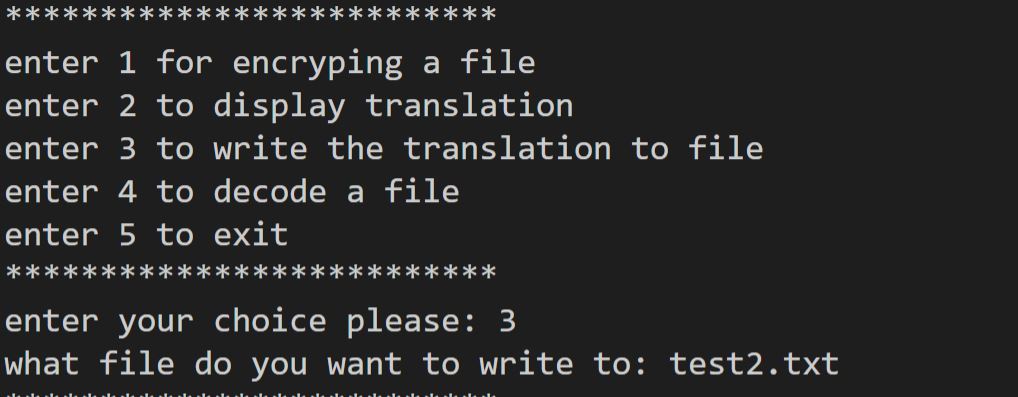 **************************
enter 1 for encryping a file
enter 2 to display translation
enter 3 to write the translation to file
enter 4 to decode a file
enter 5 to exit
**************************
enter your choice please: 3
what file do you want to write to: test2.txt
**************************